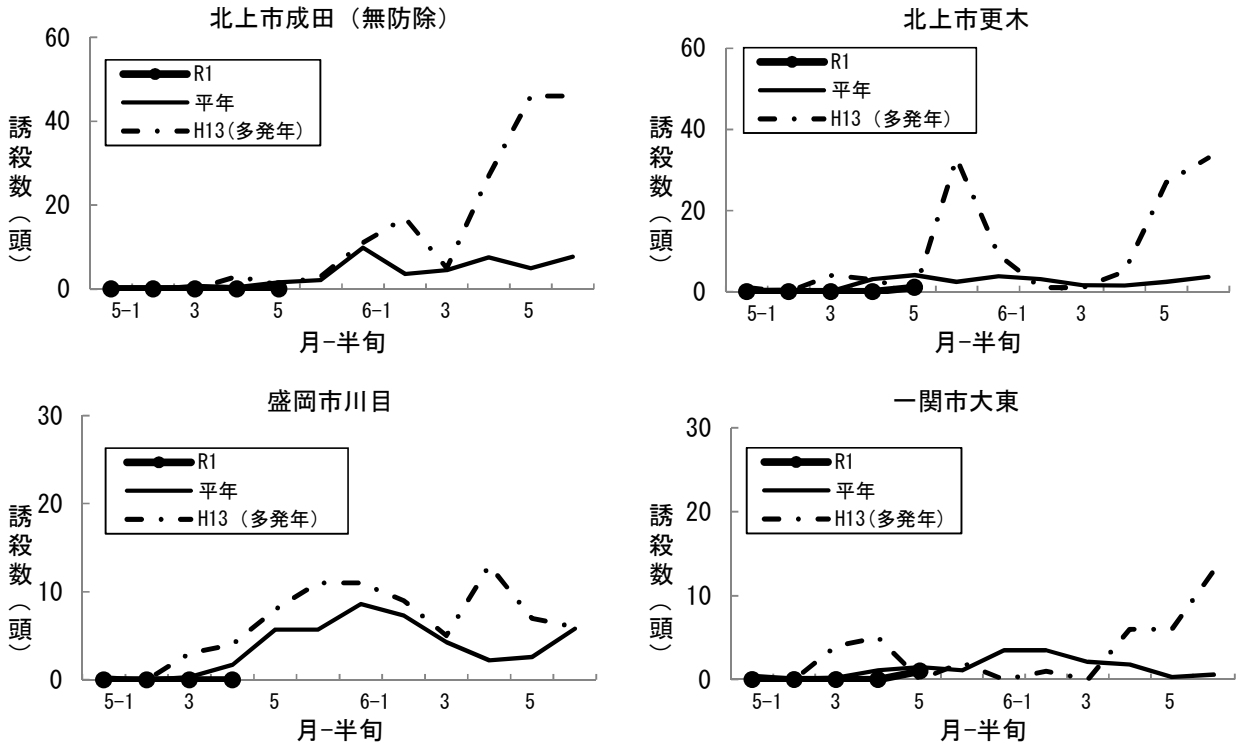 北上市成田（無防除）
60
40
20
0
誘殺数（頭）
R1
平年
H13(多発年)
5-1 3 5 6-1 3 5
月-半旬
北上市更木
60
40
20
0
誘殺数（頭）
R1
平年
H13（多発年）
5-1 3 5 6-1 3 5
月-半旬
盛岡市川目
30
20
10
0
誘殺数（頭）
R1
平年
H13（多発年）
5-1 3 5 6-1 3 5
月-半旬
一関市大東
30
20
10
0
誘殺数（頭）
R1
平年
H13(多発年)
5-1 3 5 6-1 3 5
月-半旬